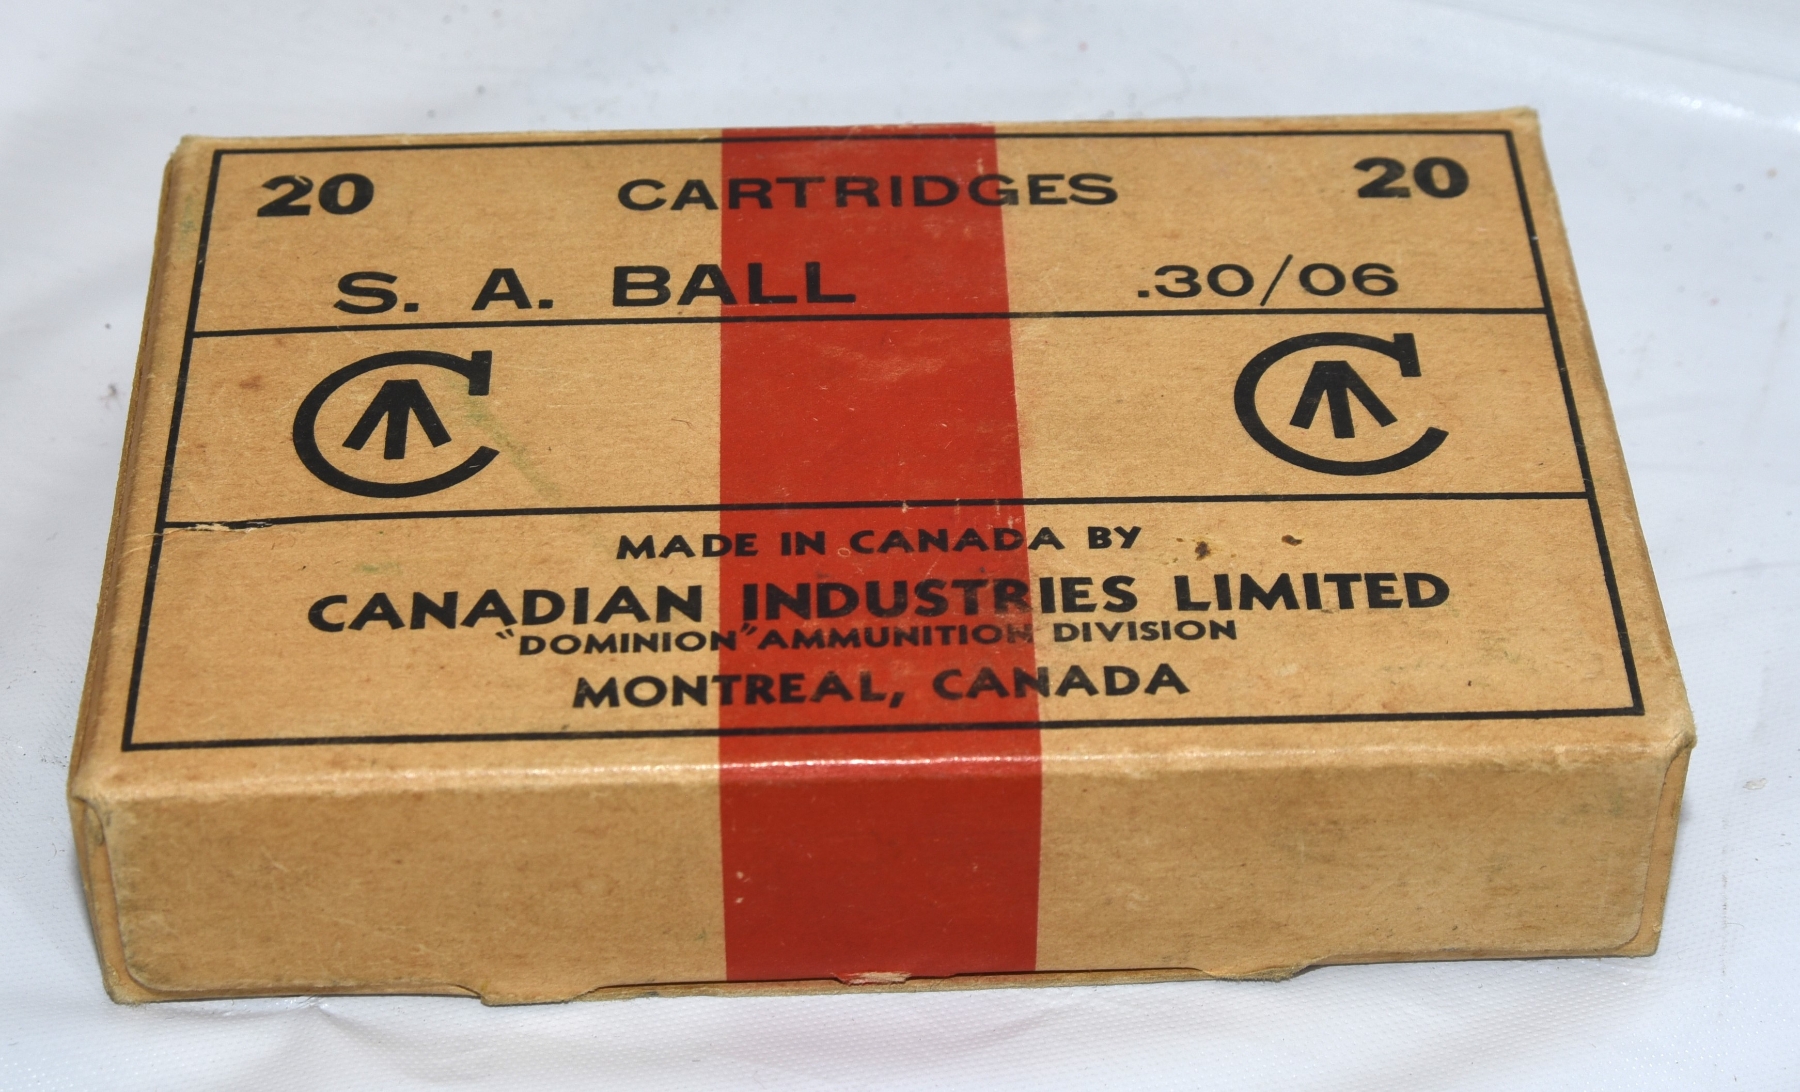 20 CARTRIDGES 20
S. A. BALL .30/06
C C
MADE IN CANADA BY
CANADIAN INDUSTRIES LIMITED
"DOMINION" AMMUNITION DIVISION
MONTREAL, CANADA